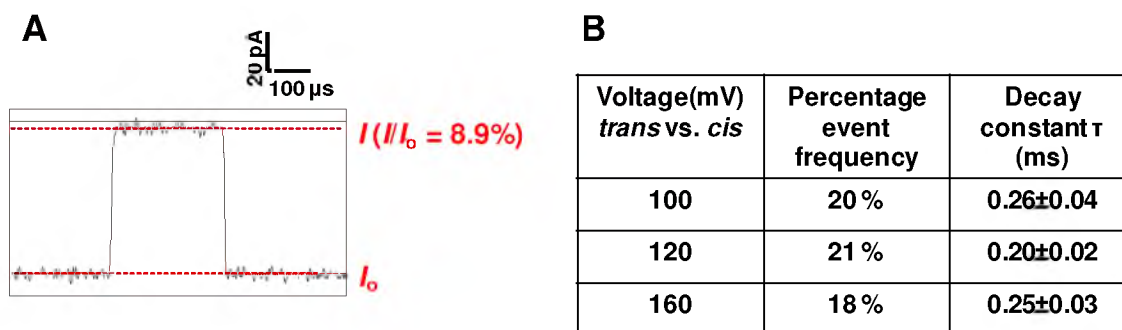 A
20 pA
100 µs
I (I/Io = 8.9%)
Io
B
Voltage(mV) trans vs. cis
Percentage event frequency
Decay constant τ (ms)
100 20% 0.26±0.04
120 21% 0.20±0.02
160 18% 0.25±0.03